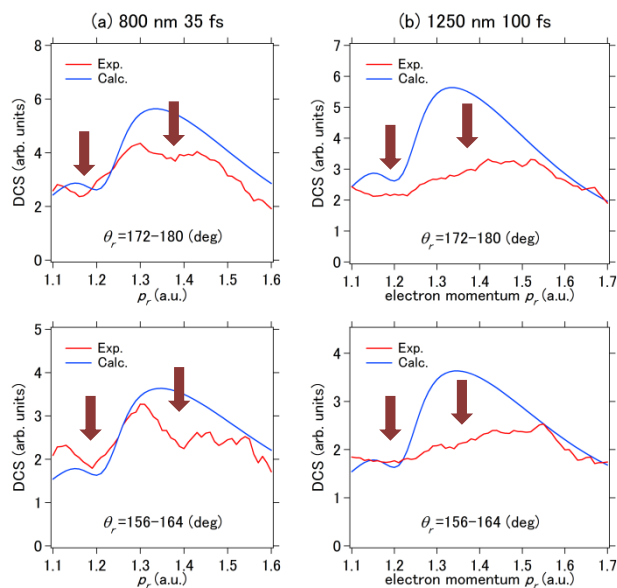 (a) 800 nm 35 fs
(b) 1250 nm 100 fs
8
6
4
2
0
DCS (arb. units)
Exp.
Calc.
θr=172-180 (deg)
1.1 1.2 1.3 1.4 1.5 1.6
pr (a.u.)
7
6
5
4
3
2
1
0
DCS (arb. units)
Exp.
Calc.
θr=172-180 (deg)
1.1 1.2 1.3 1.4 1.5 1.6 1.7
electron momentum pr (a.u.)
5
4
3
2
1
0
DCS (arb. units)
Exp.
Calc.
θr=156-164 (deg)
1.1 1.2 1.3 1.4 1.5 1.6
pr (a.u.)
4
3
2
1
0
DCS (arb. units)
Exp.
Calc.
θr=156-164 (deg)
1.1 1.2 1.3 1.4 1.5 1.6 1.7
electron momentum pr (a.u.)